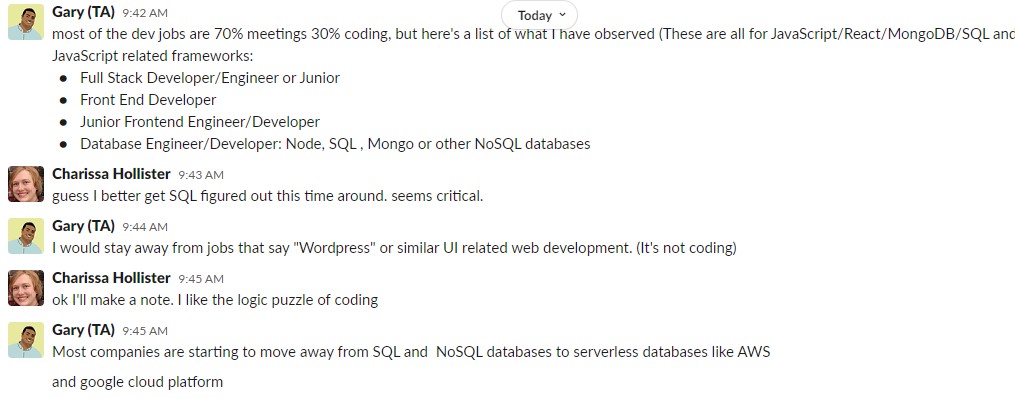 Gary (TA) 9:42 AM
Today
most of the dev jobs are 70% meetings 30% coding, but here's a list of what I have observed (These are all for JavaScript/React/MongoDB/SQL and
JavaScript related frameworks:
• Full Stack Developer/Engineer or Junior
• Front End Developer
• Junior Frontend Engineer/Developer
• Database Engineer/Developer: Node, SQL , Mongo or other NoSQL databases
Charissa Hollister 9:43 AM
guess I better get SQL figured out this time around. seems critical.
Gary (TA) 9:44 AM
I would stay away from jobs that say "Wordpress" or similar UI related web development. (It's not coding)
Charissa Hollister 9:45 AM
ok I'll make a note. I like the logic puzzle of coding
Gary (TA) 9:45 AM
Most companies are starting to move away from SQL and  NoSQL databases to serverless databases like AWS
and google cloud platform